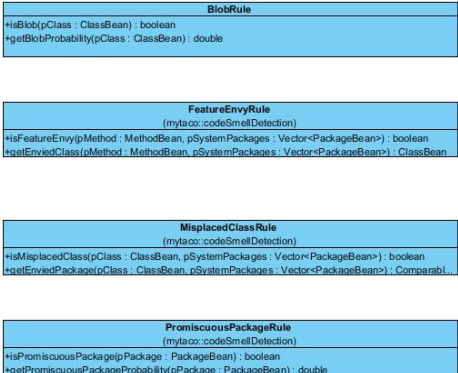 BlobRule
+isBlob(pClass : ClassBean) : boolean
+getBlobProbability(pClass : ClassBean) : double
FeatureEnvyRule
(mytaco::codeSmellDetection)
+isFeatureEnvy(pMethod : MethodBean, pSystemPackages : Vector<PackageBean>) : boolean
+getEnviedClass(pMethod : MethodBean, pSystemPackages : Vector<PackageBean>) : ClassBean
MisplacedClassRule
(mytaco::codeSmellDetection)
+isMisplacedClass(pClass : ClassBean, pSystemPackages : Vector<PackageBean>) : boolean
+getEnviedPackage(pClass : ClassBean, pSystemPackages : Vector<PackageBean>) : Comparabl...
PromiscuousPackageRule
(mytaco::codeSmellDetection)
+isPromiscuousPackage(pPackage : PackageBean) : boolean
+getPromiscuousPackageProbability(pPackage : PackageBean) : double